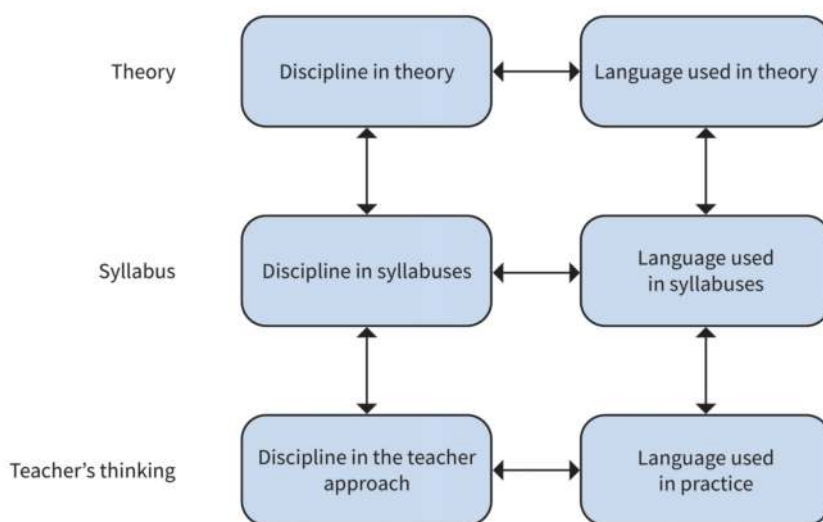 Theory
Discipline in theory
Language used in theory
Syllabus
Discipline in syllabuses
Language used
in syllabuses
Teacher’s thinking
Discipline in the teacher
approach
Language used
in practice